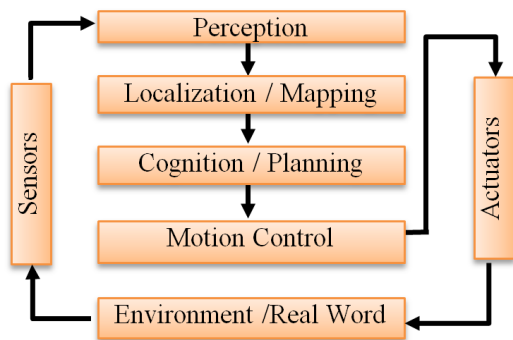 Perception
Localization / Mapping
Cognition / Planning
Motion Control
Environment /Real Word
Sensors
Actuators